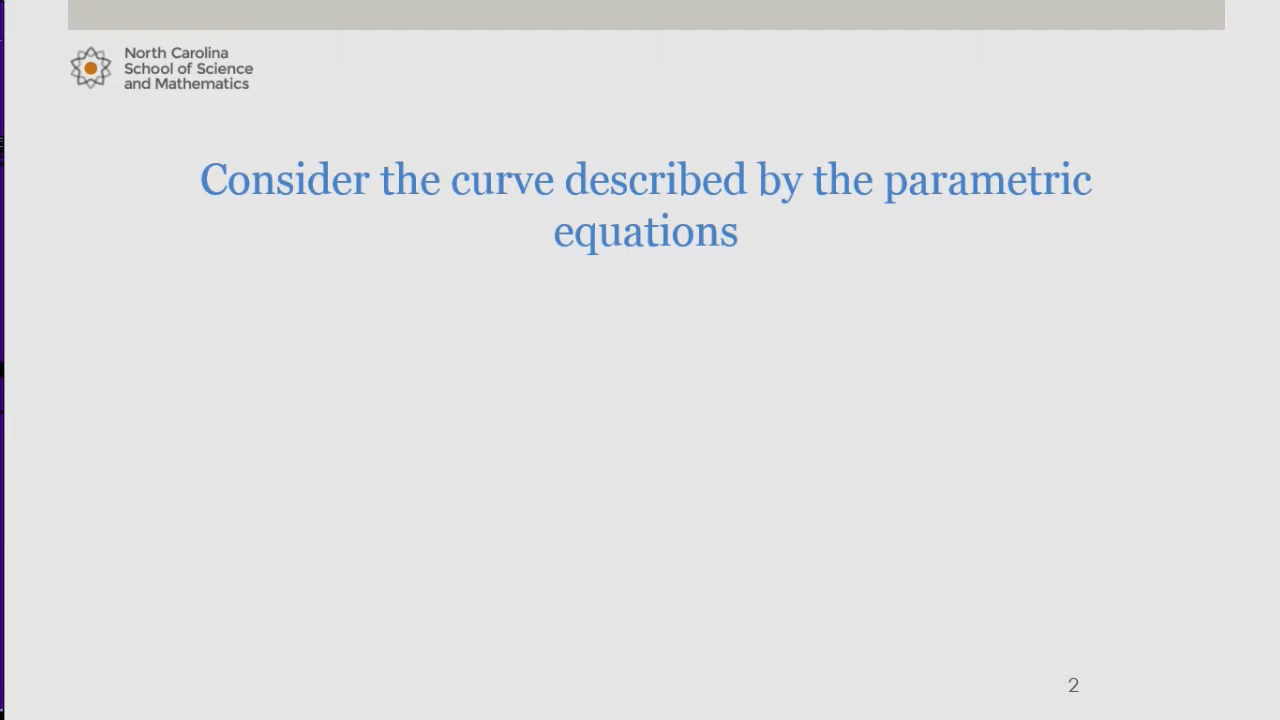 North Carolina
School of Science
and Mathematics
Consider the curve described by the parametric
equations
2